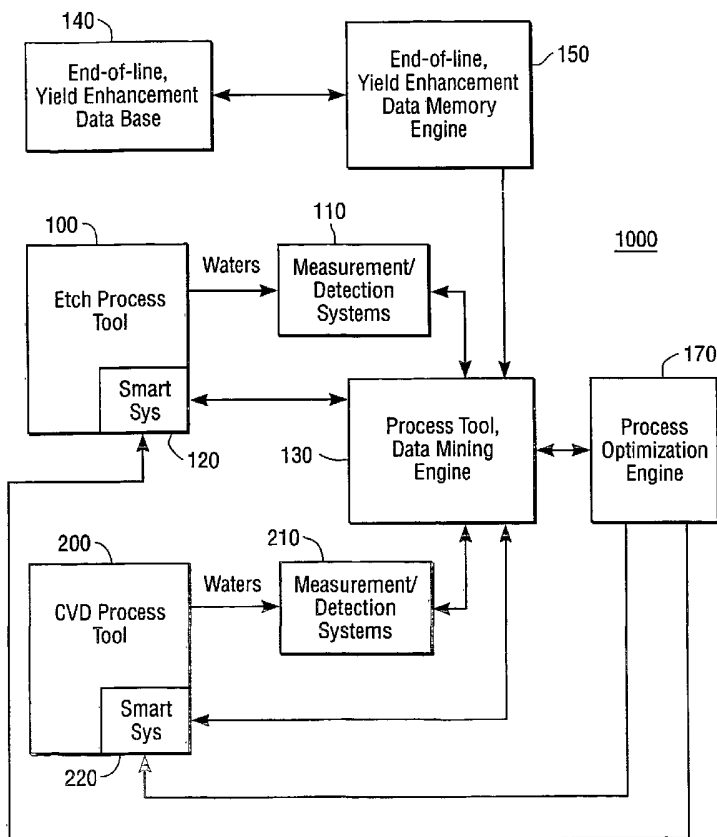 140
End-of-line,
Yield Enhancement
Data Base
150
End-of-line,
Yield Enhancement
Data Memory
Engine
100
Etch Process
Tool
Smart
Sys
120
Waters
110
Measurement/
Detection
Systems
1000
130
Process Tool,
Data Mining
Engine
170
Process
Optimization
Engine
200
CVD Process
Tool
Smart
Sys
220
Waters
210
Measurement/
Detection
Systems